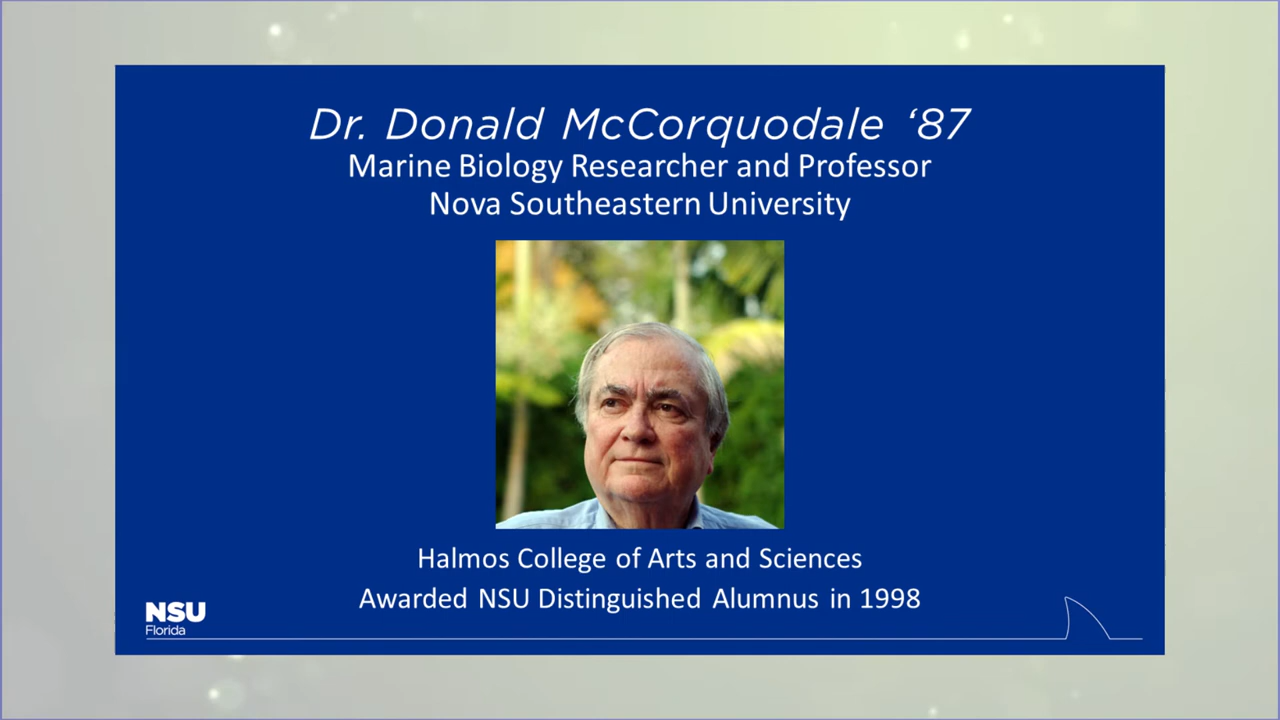 Dr. Donald McCorquodale ‘87
Marine Biology Researcher and Professor
Nova Southeastern University
Halmos College of Arts and Sciences
Awarded NSU Distinguished Alumnus in 1998
NSU
Florida